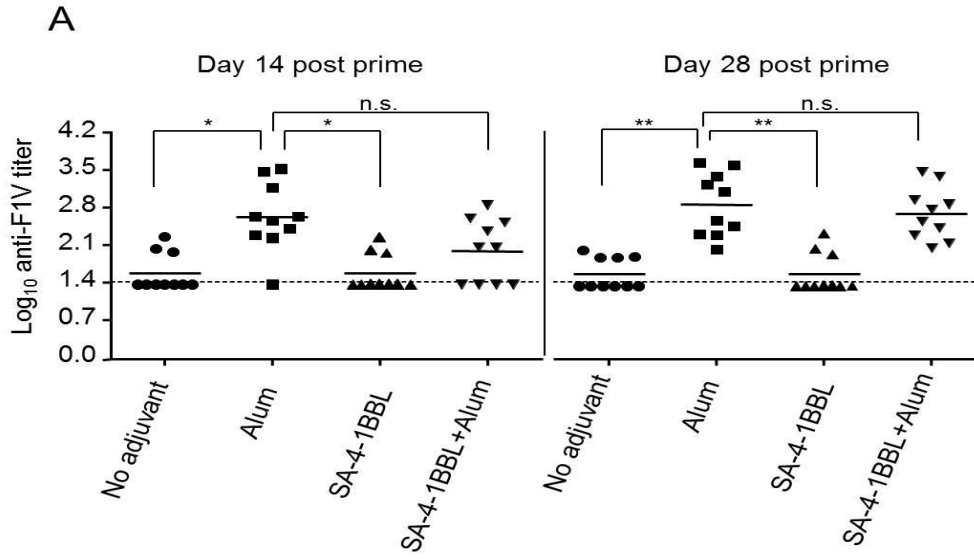 A
Day 14 post prime
Day 28 post prime
n.s.
n.s.
*
*
**
**
Log10 anti-F1V titer
4.2
3.5
2.8
2.1
1.4
0.7
0.0
No adjuvant
Alum
SA-4-1BBL
SA-4-1BBL+Alum
No adjuvant
Alum
SA-4-1BBL
SA-4-1BBL+Alum